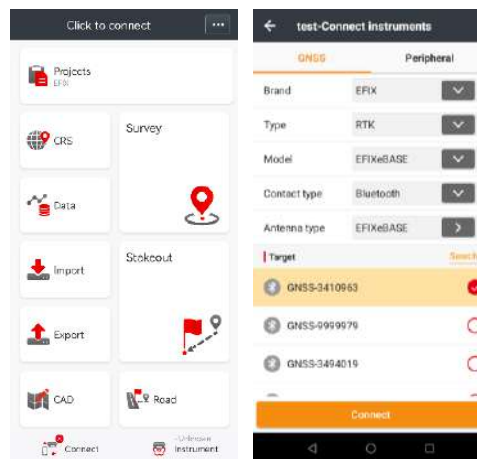 Click to connect
Projects
EFIX
CRS
Survey
Data
Import
Stakeout
Export
CAD
Road
Connect
-Unknown
Instrument
test-Connect instruments
GNSS
Peripheral
Brand
EFIX
Type
RTK
Model
EFIXeBASE
Contact type
Bluetooth
Antenna type
EFIXeBASE
Target
GNSS-3410963
GNSS-9999979
GNSS-3494019
Connect